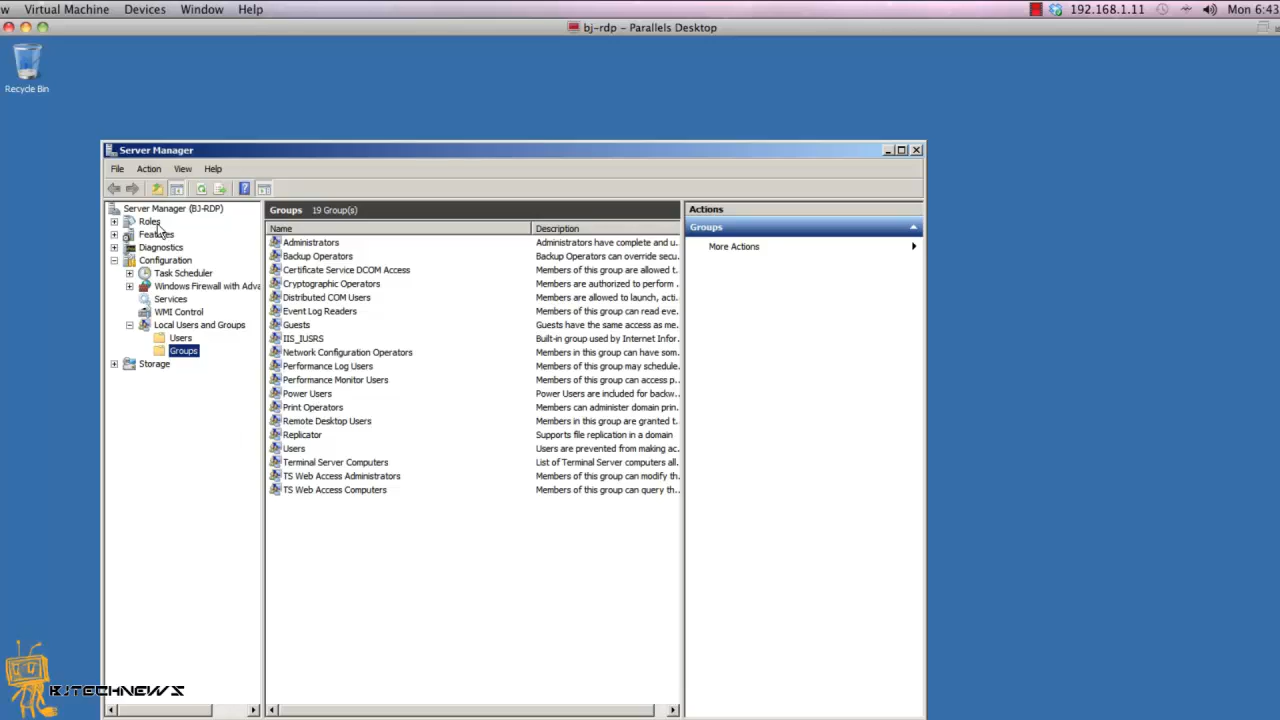 w Virtual Machine Devices Window Help 192.168.1.11 Mon 6:43
bj-rdp – Parallels Desktop
Recycle Bin
Server Manager
File Action View Help
Server Manager (BJ-RDP)
Roles
Features
Diagnostics
Configuration
Task Scheduler
Windows Firewall with Adva
Services
WMI Control
Local Users and Groups
Users
Groups
Storage
Groups 19 Group(s)
Name Description
Administrators Administrators have complete and u...
Backup Operators Backup Operators can override secu...
Certificate Service DCOM Access Members of this group are allowed t...
Cryptographic Operators Members are authorized to perform ...
Distributed COM Users Members are allowed to launch, acti...
Event Log Readers Members of this group can read eve...
Guests Guests have the same access as me...
IIS_IUSRS Built-in group used by Internet Infor...
Network Configuration Operators Members in this group can have som...
Performance Log Users Members of this group may schedule...
Performance Monitor Users Members of this group can access p...
Power Users Power Users are included for backw...
Print Operators Members can administer domain prin...
Remote Desktop Users Members in this group are granted t...
Replicator Supports file replication in a domain
Users Users are prevented from making ac...
Terminal Server Computers List of Terminal Server computers all...
TS Web Access Administrators Members of this group can modify th...
TS Web Access Computers Members of this group can query th...
Actions
Groups
More Actions
BJTECHNEWS